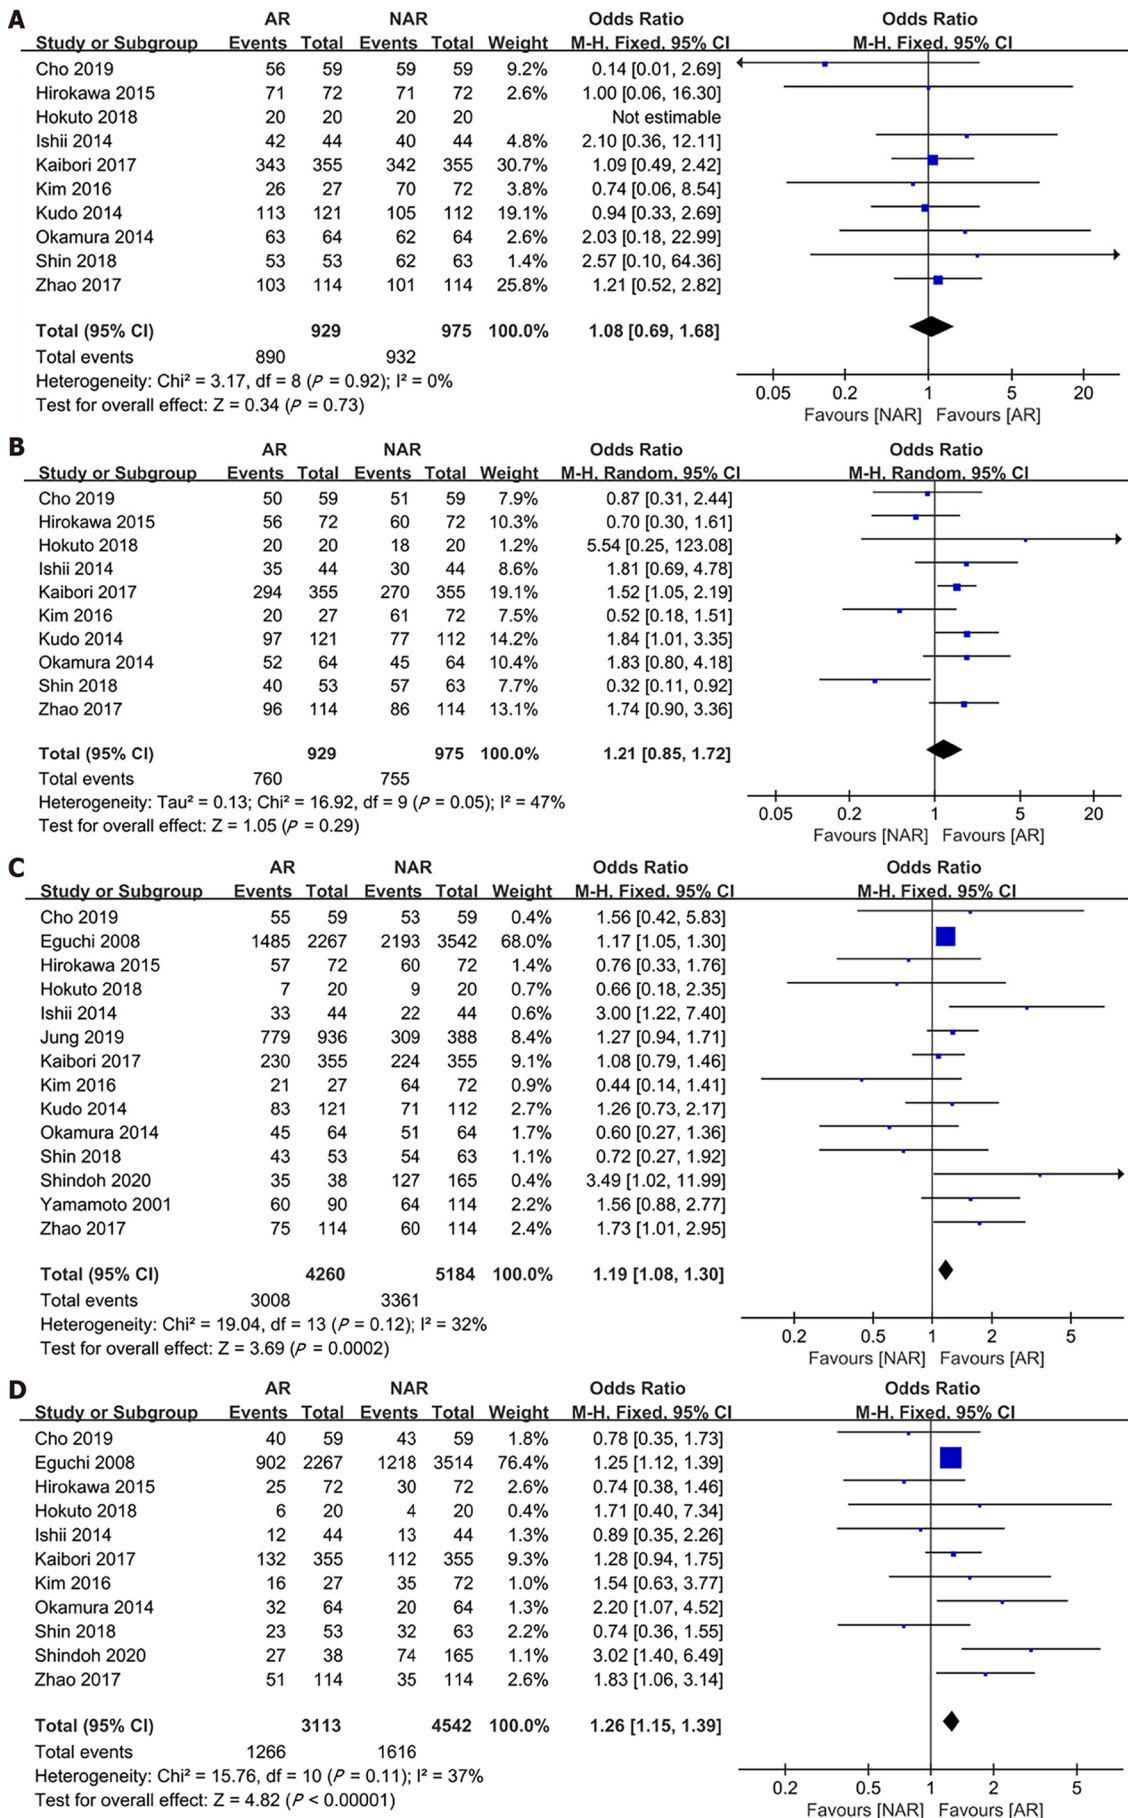 A
AR NAR Odds Ratio Odds Ratio
Study or Subgroup Events Total Events Total Weight M-H, Fixed, 95% CI M-H, Fixed, 95% CI
Cho 2019 56 59 59 59 9.2% 0.14 [0.01, 2.69]
Hirokawa 2015 71 72 71 72 2.6% 1.00 [0.06, 16.30]
Hokuto 2018 20 20 20 20 Not estimable
Ishii 2014 42 44 40 44 4.8% 2.10 [0.36, 12.11]
Kaibori 2017 343 355 342 355 30.7% 1.09 [0.49, 2.42]
Kim 2016 26 27 70 72 3.8% 0.74 [0.06, 8.54]
Kudo 2014 113 121 105 112 19.1% 0.94 [0.33, 2.69]
Okamura 2014 63 64 62 64 2.6% 2.03 [0.18, 22.99]
Shin 2018 53 53 62 63 1.4% 2.57 [0.10, 64.36]
Zhao 2017 103 114 101 114 25.8% 1.21 [0.52, 2.82]
Total (95% CI) 929 975 100.0% 1.08 [0.69, 1.68]
Total events 890 932
Heterogeneity: Chi² = 3.17, df = 8 (P = 0.92); I² = 0%
Test for overall effect: Z = 0.34 (P = 0.73)
0.05 0.2 1 5 20
Favours [NAR] Favours [AR]
B
AR NAR Odds Ratio Odds Ratio
Study or Subgroup Events Total Events Total Weight M-H, Random, 95% CI M-H, Random, 95% CI
Cho 2019 50 59 51 59 7.9% 0.87 [0.31, 2.44]
Hirokawa 2015 56 72 60 72 10.3% 0.70 [0.30, 1.61]
Hokuto 2018 20 20 18 20 1.2% 5.54 [0.25, 123.08]
Ishii 2014 35 44 30 44 8.6% 1.81 [0.69, 4.78]
Kaibori 2017 294 355 270 355 19.1% 1.52 [1.05, 2.19]
Kim 2016 20 27 61 72 7.5% 0.52 [0.18, 1.51]
Kudo 2014 97 121 77 112 14.2% 1.84 [1.01, 3.35]
Okamura 2014 52 64 45 64 10.4% 1.83 [0.80, 4.18]
Shin 2018 40 53 57 63 7.7% 0.32 [0.11, 0.92]
Zhao 2017 96 114 86 114 13.1% 1.74 [0.90, 3.36]
Total (95% CI) 929 975 100.0% 1.21 [0.85, 1.72]
Total events 760 755
Heterogeneity: Tau² = 0.13; Chi² = 16.92, df = 9 (P = 0.05); I² = 47%
Test for overall effect: Z = 1.05 (P = 0.29)
0.05 0.2 1 5 20
Favours [NAR] Favours [AR]
C
AR NAR Odds Ratio Odds Ratio
Study or Subgroup Events Total Events Total Weight M-H, Fixed, 95% CI M-H, Fixed, 95% CI
Cho 2019 55 59 53 59 0.4% 1.56 [0.42, 5.83]
Eguchi 2008 1485 2267 2193 3542 68.0% 1.17 [1.05, 1.30]
Hirokawa 2015 57 72 60 72 1.4% 0.76 [0.33, 1.76]
Hokuto 2018 7 20 9 20 0.7% 0.66 [0.18, 2.35]
Ishii 2014 33 44 22 44 0.6% 3.00 [1.22, 7.40]
Jung 2019 779 936 309 388 8.4% 1.27 [0.94, 1.71]
Kaibori 2017 230 355 224 355 9.1% 1.08 [0.79, 1.46]
Kim 2016 21 27 64 72 0.9% 0.44 [0.14, 1.41]
Kudo 2014 83 121 71 112 2.7% 1.26 [0.73, 2.17]
Okamura 2014 45 64 51 64 1.7% 0.60 [0.27, 1.36]
Shin 2018 43 53 54 63 1.1% 0.72 [0.27, 1.92]
Shindoh 2020 35 38 127 165 0.4% 3.49 [1.02, 11.99]
Yamamoto 2001 60 90 64 114 2.2% 1.56 [0.88, 2.77]
Zhao 2017 75 114 60 114 2.4% 1.73 [1.01, 2.95]
Total (95% CI) 4260 5184 100.0% 1.19 [1.08, 1.30]
Total events 3008 3361
Heterogeneity: Chi² = 19.04, df = 13 (P = 0.12); I² = 32%
Test for overall effect: Z = 3.69 (P = 0.0002)
0.2 0.5 1 2 5
Favours [NAR] Favours [AR]
D
AR NAR Odds Ratio Odds Ratio
Study or Subgroup Events Total Events Total Weight M-H, Fixed, 95% CI M-H, Fixed, 95% CI
Cho 2019 40 59 43 59 1.8% 0.78 [0.35, 1.73]
Eguchi 2008 902 2267 1218 3514 76.4% 1.25 [1.12, 1.39]
Hirokawa 2015 25 72 30 72 2.6% 0.74 [0.38, 1.46]
Hokuto 2018 6 20 4 20 0.4% 1.71 [0.40, 7.34]
Ishii 2014 12 44 13 44 1.3% 0.89 [0.35, 2.26]
Kaibori 2017 132 355 112 355 9.3% 1.28 [0.94, 1.75]
Kim 2016 16 27 35 72 1.0% 1.54 [0.63, 3.77]
Okamura 2014 32 64 20 64 1.3% 2.20 [1.07, 4.52]
Shin 2018 23 53 32 63 2.2% 0.74 [0.36, 1.55]
Shindoh 2020 27 38 74 165 1.1% 3.02 [1.40, 6.49]
Zhao 2017 51 114 35 114 2.6% 1.83 [1.06, 3.14]
Total (95% CI) 3113 4542 100.0% 1.26 [1.15, 1.39]
Total events 1266 1616
Heterogeneity: Chi² = 15.76, df = 10 (P = 0.11); I² = 37%
Test for overall effect: Z = 4.82 (P < 0.00001)
0.2 0.5 1 2 5
Favours [NAR] Favours [AR]